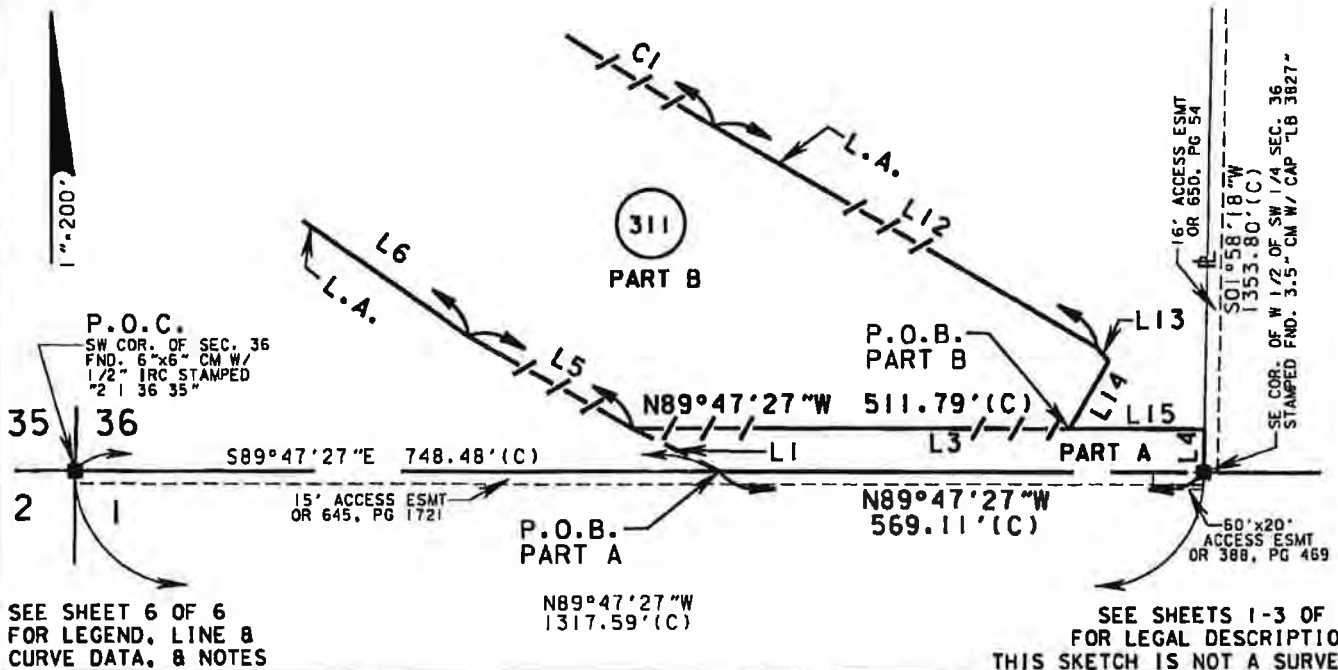 1"=200'
C1
L.A.
L12
311
PART B
L6
L.A.
L5
P.O.C.
SW COR. OF SEC. 36
FND. 6"x6" CM W/
1/2" IRC STAMPED
"2 1 36 35"
35 36
2 1
S89°47'27"E 748.48'(C)
15' ACCESS ESMT
OR 645, PG 1721
P.O.B.
PART A
N89°47'27"W
1317.59'(C)
N89°47'27"W 511.79'(C)
L3
L1
P.O.B.
PART B
L13
L14
L15
L4
PART A
N89°47'27"W
569.11'(C)
16' ACCESS ESMT
OR 650, PG 54
PL
S01°58'18"W
1353.80'(C)
SE COR. OF W 1/2 OF SW 1/4 SEC. 36
STAMPED FND. 3.5" CM W/ CAP "LB 3827"
60'x20'
ACCESS ESMT
OR 388, PG 469
SEE SHEET 6 OF 6
FOR LEGEND, LINE &
CURVE DATA, & NOTES
SEE SHEETS 1-3 OF
FOR LEGAL DESCRIPTIO
THIS SKETCH IS NOT A SURVE